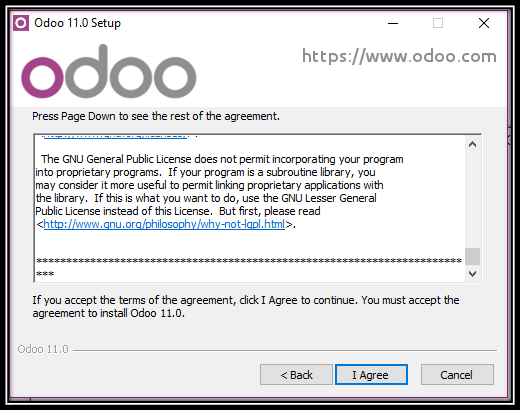 Odoo 11.0 Setup
odoo
https://www.odoo.com
Press Page Down to see the rest of the agreement.
The GNU General Public License does not permit incorporating your program
into proprietary programs.  If your program is a subroutine library, you
may consider it more useful to permit linking proprietary applications with
the library.  If this is what you want to do, use the GNU Lesser General
Public License instead of this License.  But first, please read
<http://www.gnu.org/philosophy/why-not-lgpl.html>.
***********************************************************************
***
If you accept the terms of the agreement, click I Agree to continue. You must accept the
agreement to install Odoo 11.0.
Odoo 11.0
< Back
I Agree
Cancel